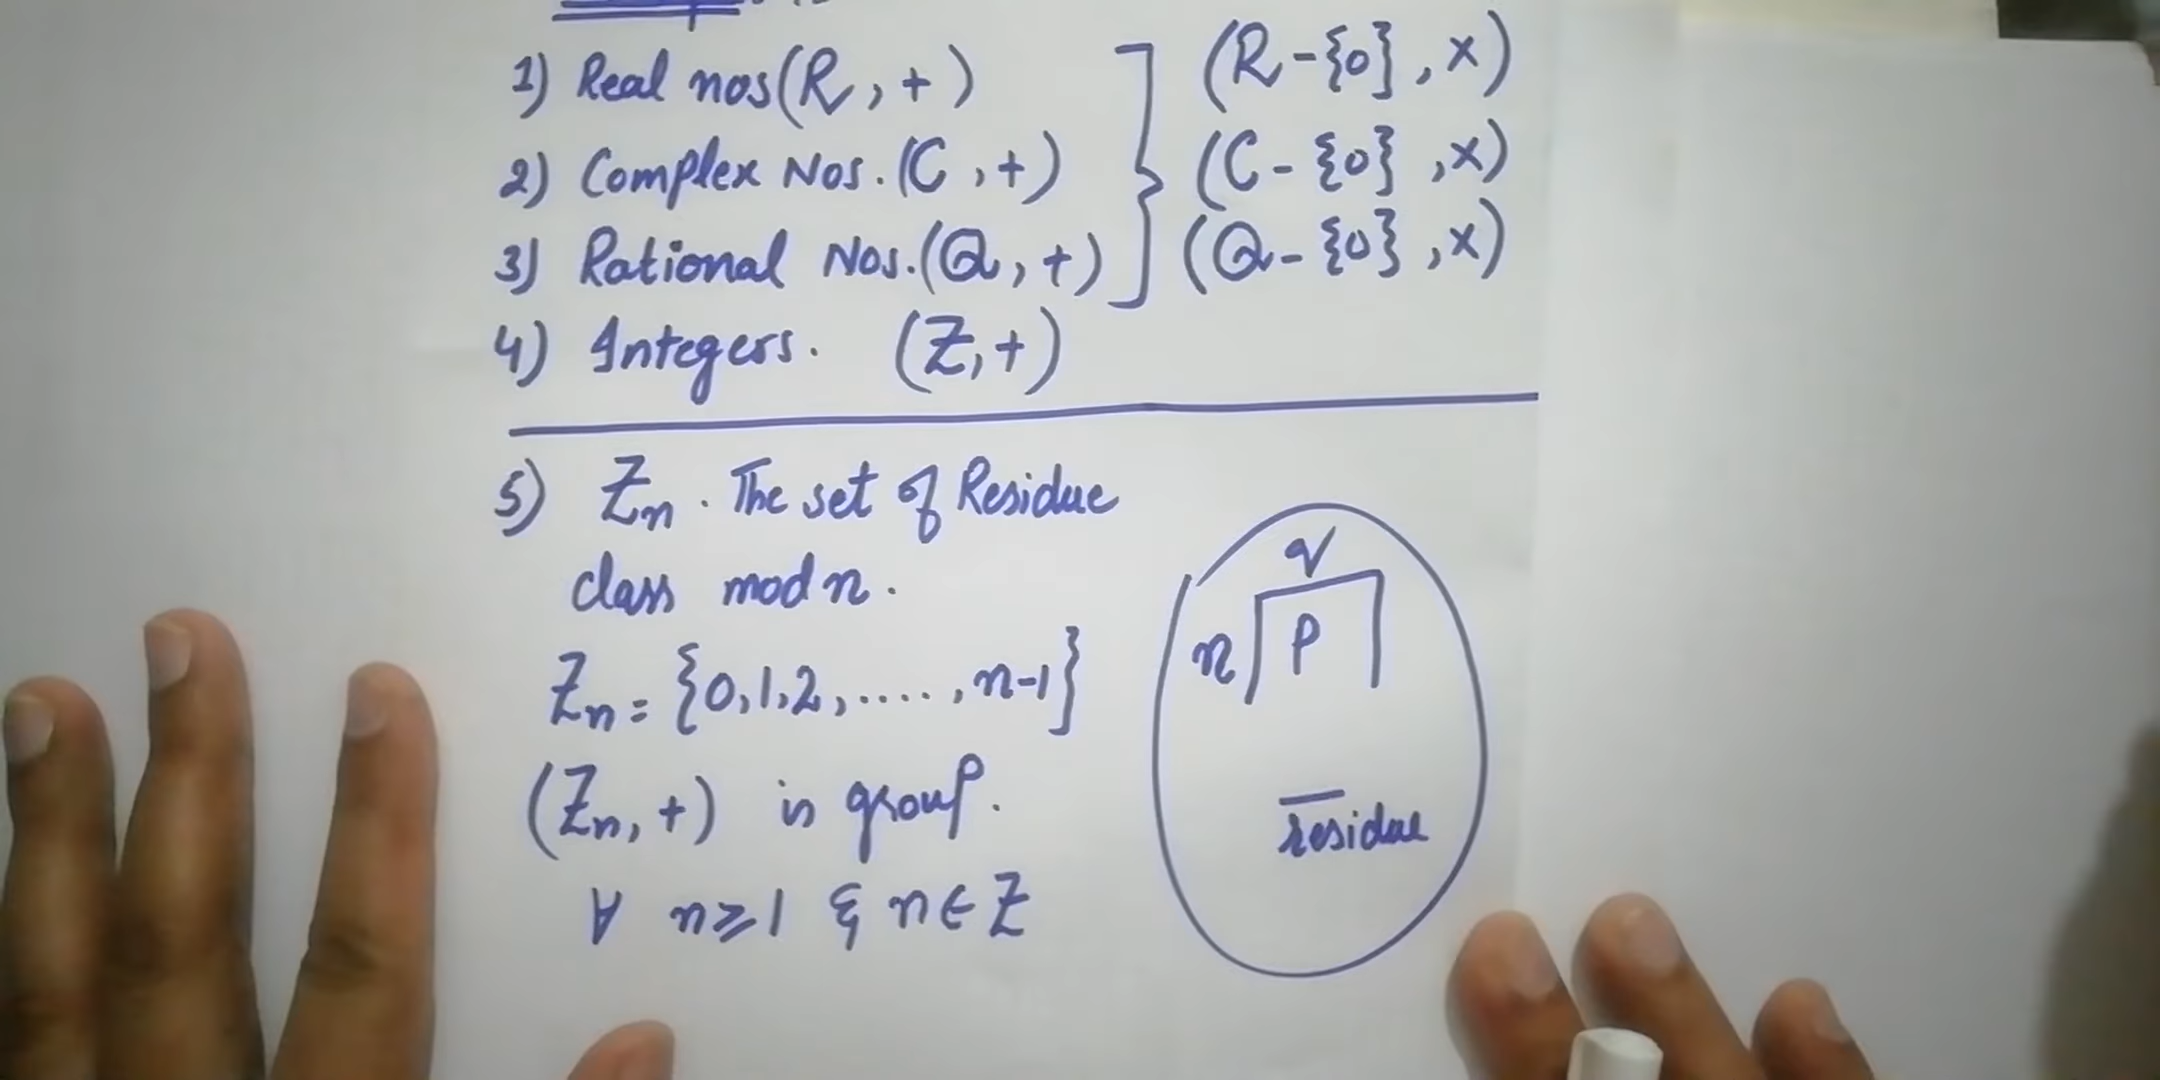 1) Real nos(R, +) (R-{0}, ×)
2) Complex Nos. (C, +) (C-{0}, ×)
3) Rational Nos. (Q, +) (Q-{0}, ×)
4) Integers. (Z, +)
5) Zn. The set of Residue
class mod n.
Zn = {0,1,2,....,n-1}
(Zn, +) is group.
∀ n≥1 & n∈Z
q
n P
residue